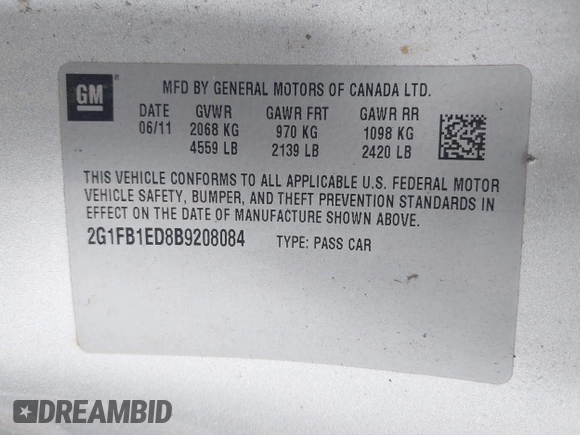 GM
MFD BY GENERAL MOTORS OF CANADA LTD.
DATE GVWR GAWR FRT GAWR RR
06/11 2068 KG 970 KG 1098 KG
4559 LB 2139 LB 2420 LB
THIS VEHICLE CONFORMS TO ALL APPLICABLE U.S. FEDERAL MOTOR
VEHICLE SAFETY, BUMPER, AND THEFT PREVENTION STANDARDS IN
EFFECT ON THE DATE OF MANUFACTURE SHOWN ABOVE.
2G1FB1ED8B9208084 TYPE: PASS CAR
DREAMBID